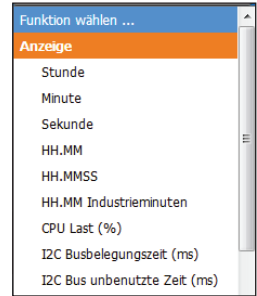 Funktion wählen ...
Anzeige
Stunde
Minute
Sekunde
HH.MM
HH.MMSS
HH.MM Industrieminuten
CPU Last (%)
I2C Busbelegungszeit (ms)
I2C Bus unbenutzte Zeit (ms)